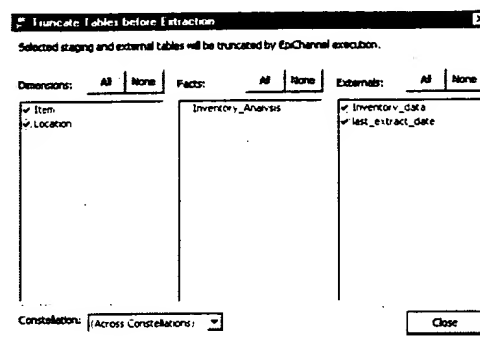 Truncate Tables before Extraction
Selected staging and external tables will be truncated by EpiChannel execution.
Dimensions: All None Facts: All None Externals: All None
Item Inventory_Analysis Inventory_data
Location last_extract_date
Constellation: (Across Constellations) Close